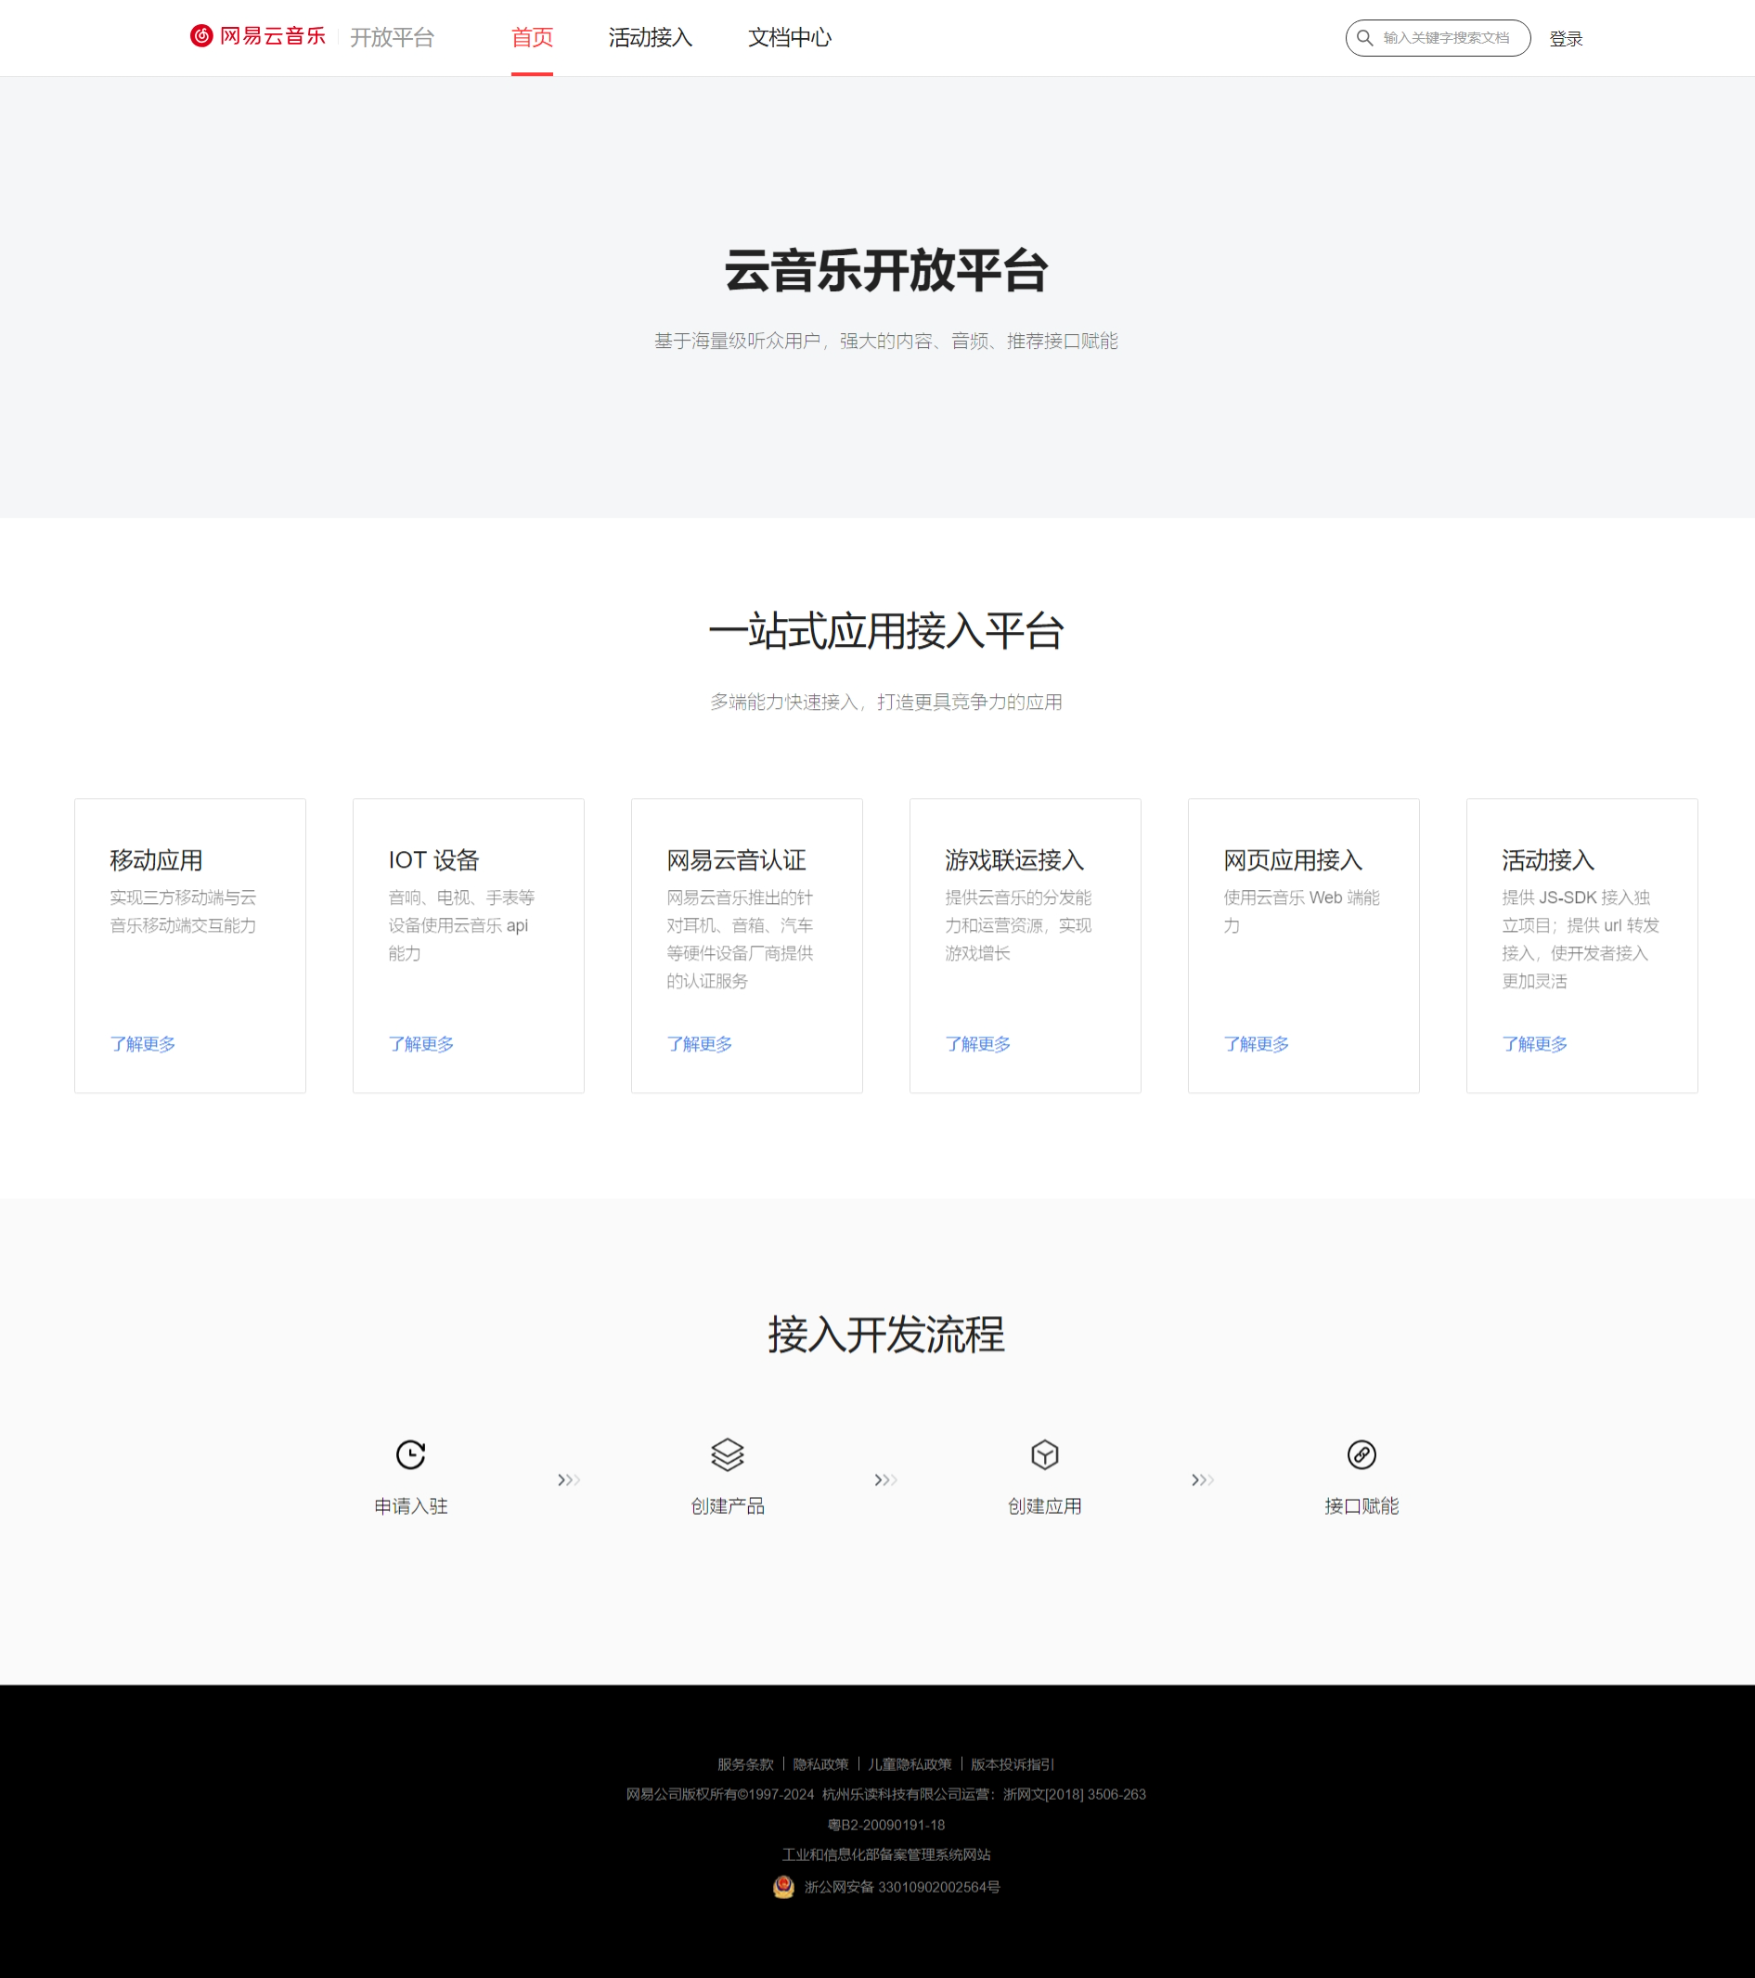 网易云音乐 开放平台 首页 活动接入 文档中心 输入关键字搜索文档 登录
云音乐开放平台
基于海量级听众用户，强大的内容、音频、推荐接口赋能
一站式应用接入平台
多端能力快速接入，打造更具竞争力的应用
移动应用
实现三方移动端与云
音乐移动端交互能力
了解更多
IOT 设备
音响、电视、手表等
设备使用云音乐 api
能力
了解更多
网易云音认证
网易云音乐推出的针
对耳机、音箱、汽车
等硬件设备厂商提供
的认证服务
了解更多
游戏联运接入
提供云音乐的分发能
力和运营资源，实现
游戏增长
了解更多
网页应用接入
使用云音乐 Web 端能
力
了解更多
活动接入
提供 JS-SDK 接入独
立项目；提供 url 转发
接入，使开发者接入
更加灵活
了解更多
接入开发流程
申请入驻
创建产品
创建应用
接口赋能
服务条款 | 隐私政策 | 儿童隐私政策 | 版本投诉指引
网易公司版权所有©1997-2024 杭州乐读科技有限公司运营：浙网文[2018] 3506-263
粤B2-20090191-18
工业和信息化部备案管理系统网站
浙公网安备 33010902002564号